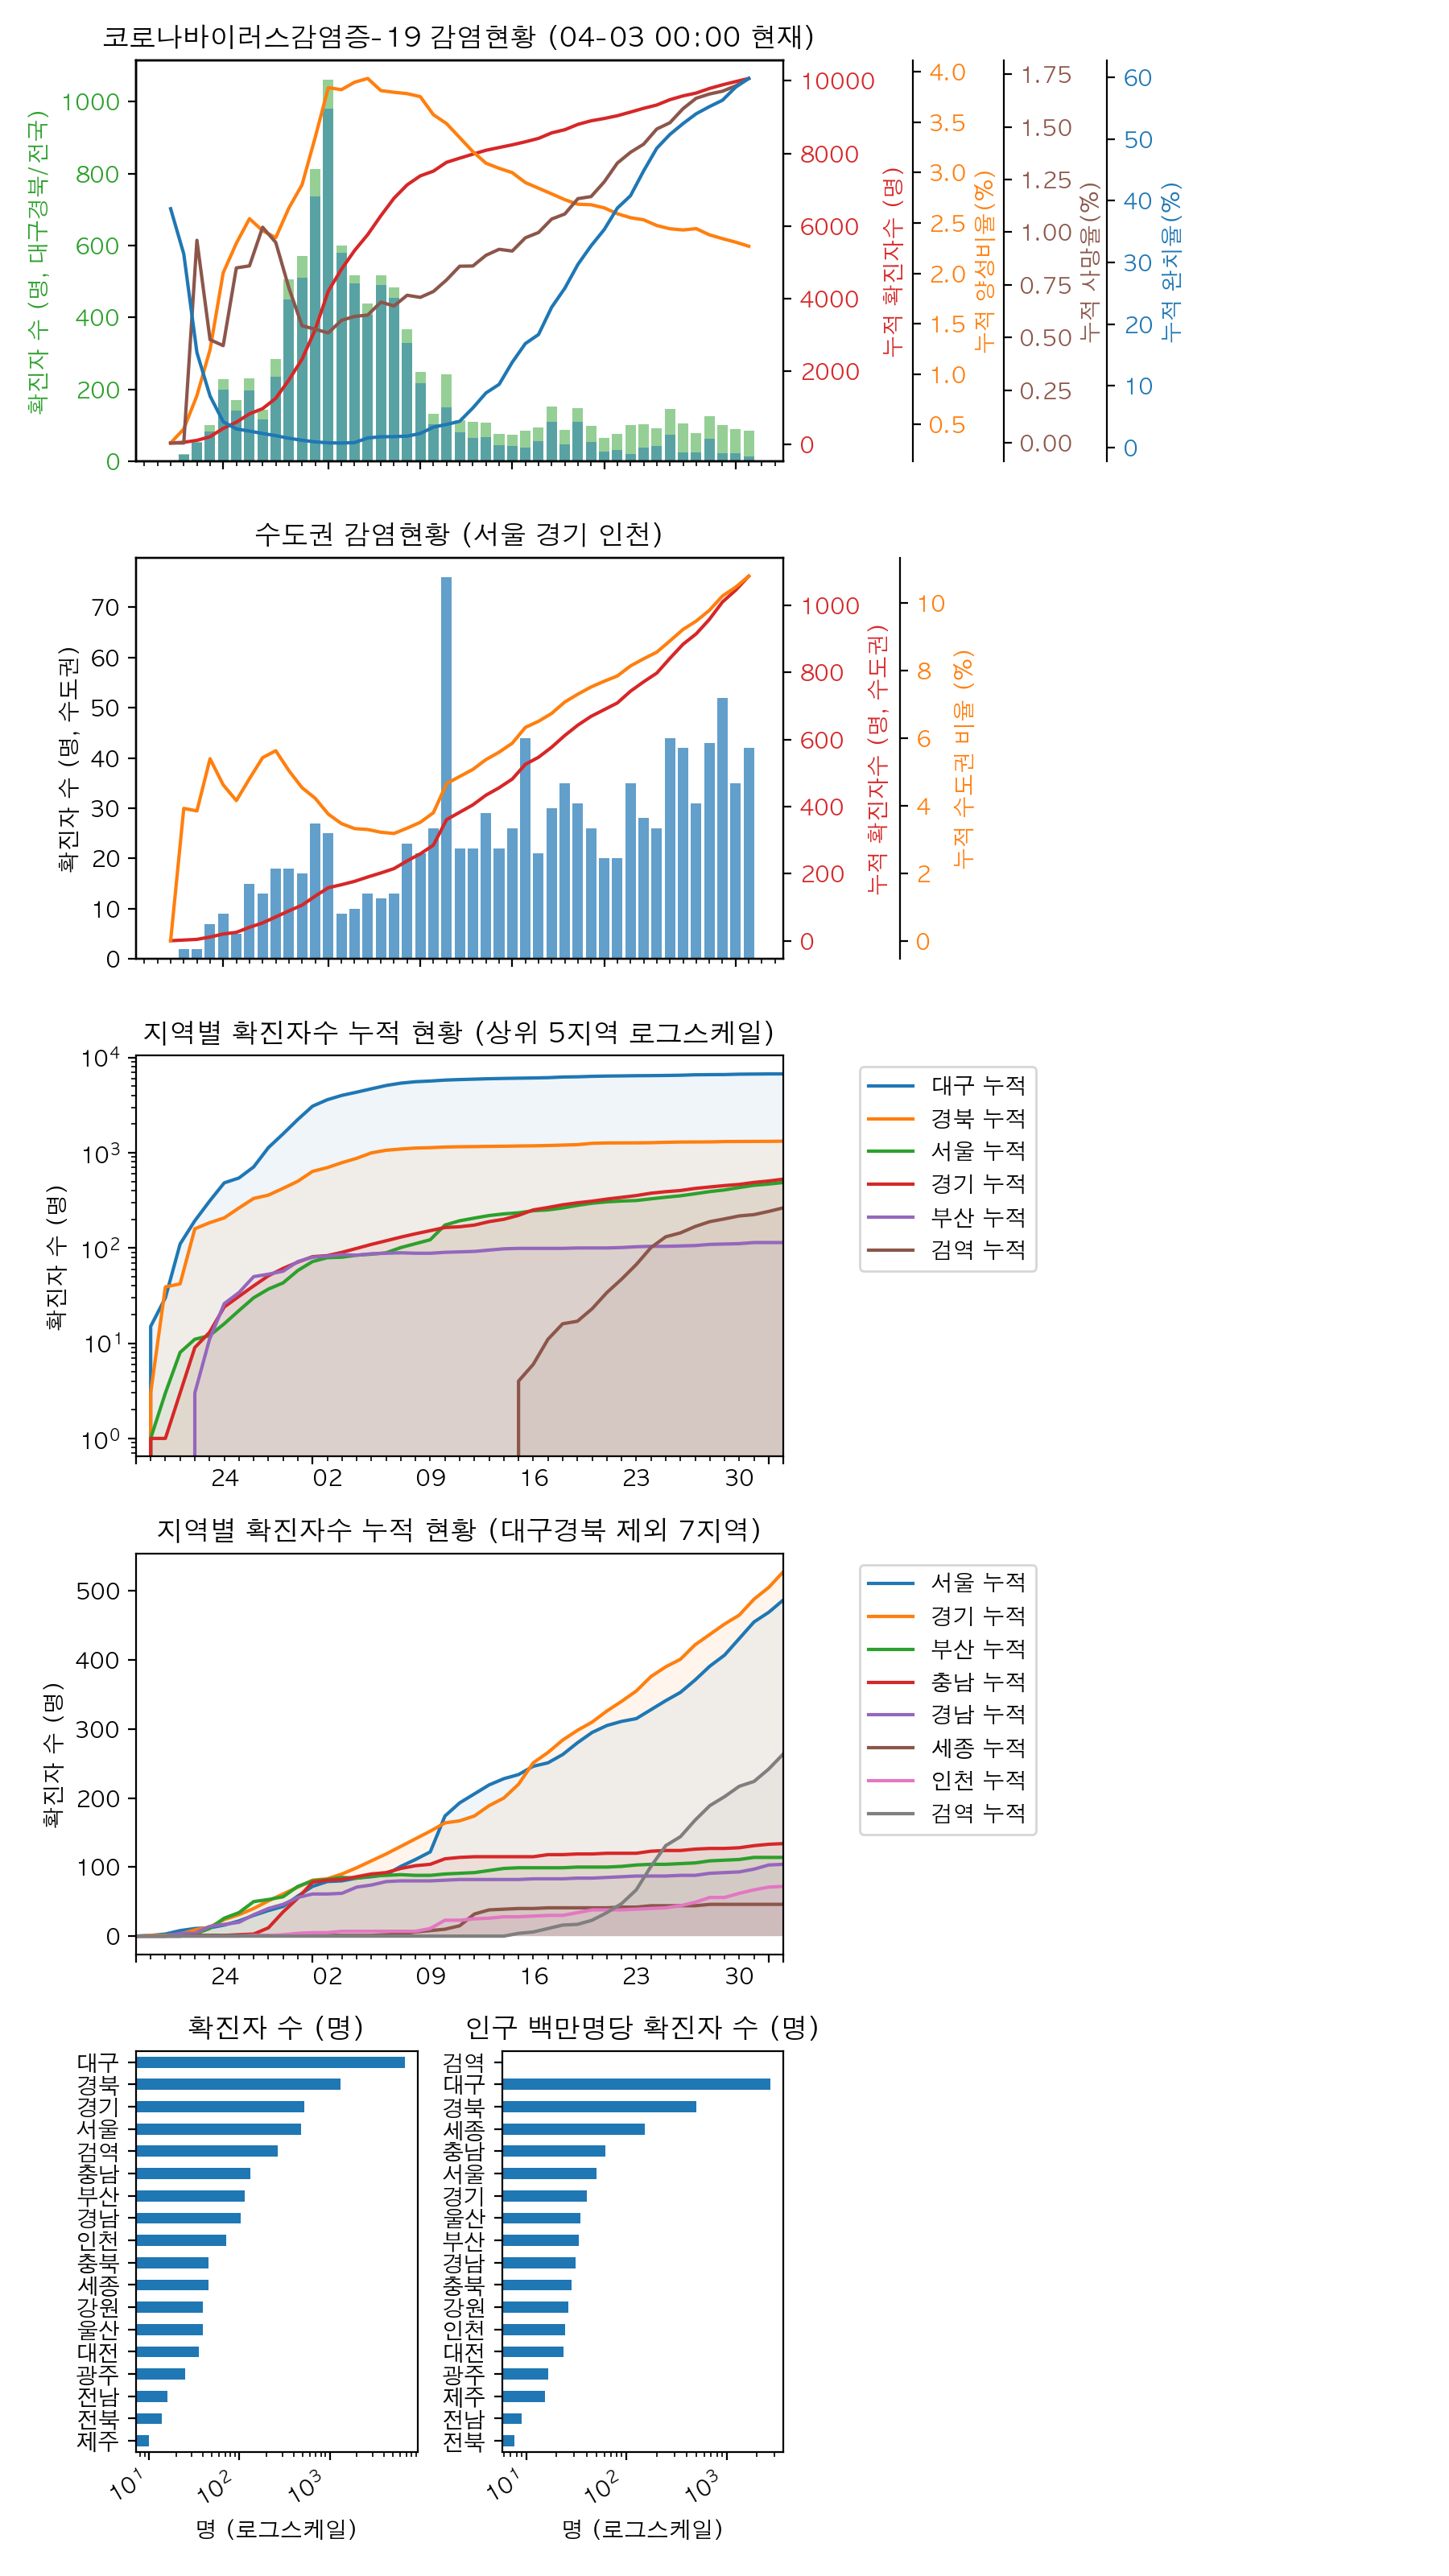 코로나바이러스감염증-19 감염현황 (04-03 00:00 현재)
확진자 수 (명, 대구경북/전국)
1000
800
600
400
200
0
10000
8000
6000
4000
2000
0
누적 확진자수 (명)
4.0
3.5
3.0
2.5
2.0
1.5
1.0
0.5
누적 양성비율(%)
1.75
1.50
1.25
1.00
0.75
0.50
0.25
0.00
누적 사망율(%)
60
50
40
30
20
10
0
누적 완치율(%)
수도권 감염현황 (서울 경기 인천)
확진자 수 (명, 수도권)
70
60
50
40
30
20
10
0
1000
800
600
400
200
0
누적 확진자수 (명, 수도권)
10
8
6
4
2
0
누적 수도권 비율 (%)
지역별 확진자수 누적 현황 (상위 5지역 로그스케일)
확진자 수 (명)
10⁴
10³
10²
10¹
10⁰
24 02 09 16 23 30
대구 누적
경북 누적
서울 누적
경기 누적
부산 누적
검역 누적
지역별 확진자수 누적 현황 (대구경북 제외 7지역)
확진자 수 (명)
500
400
300
200
100
0
24 02 09 16 23 30
서울 누적
경기 누적
부산 누적
충남 누적
경남 누적
세종 누적
인천 누적
검역 누적
확진자 수 (명)
대구
경북
경기
서울
검역
충남
부산
경남
인천
충북
세종
강원
울산
대전
광주
전남
전북
제주
10¹ 10² 10³
명 (로그스케일)
인구 백만명당 확진자 수 (명)
검역
대구
경북
세종
충남
서울
경기
울산
부산
경남
충북
강원
인천
대전
광주
제주
전남
전북
10¹ 10² 10³
명 (로그스케일)